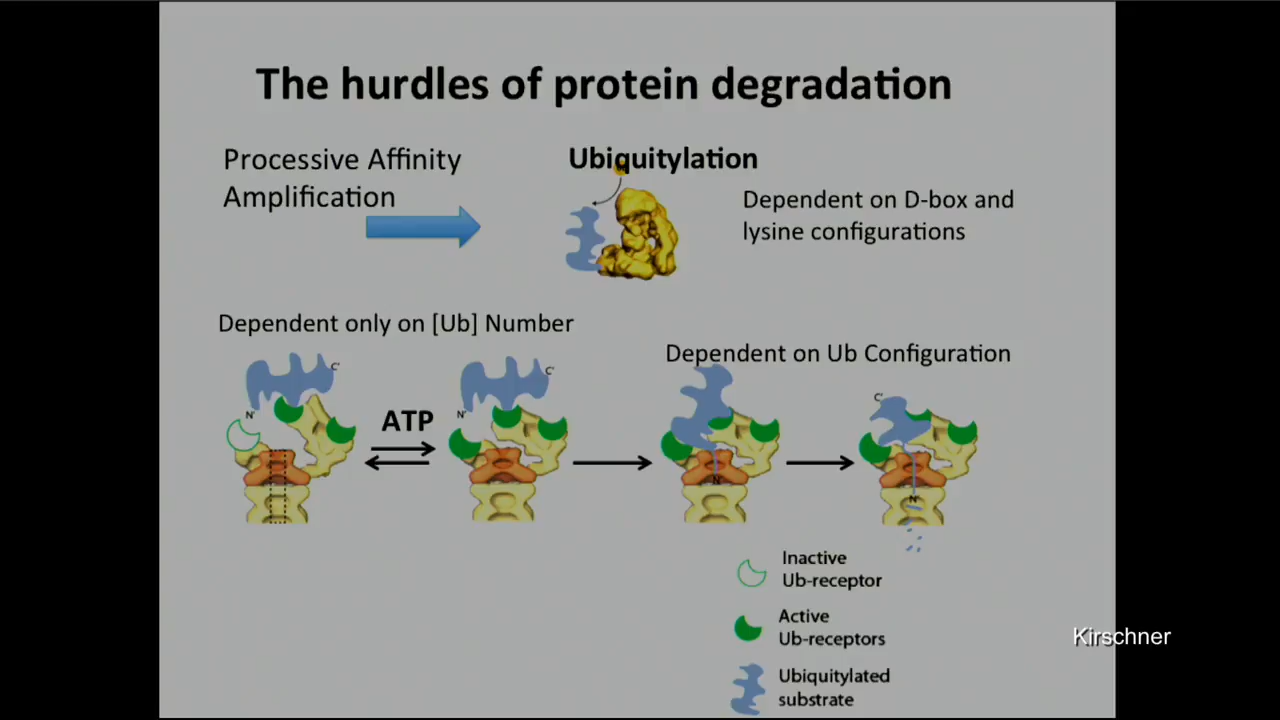 The hurdles of protein degradation
Processive Affinity
Amplification
Ubiquitylation
Dependent on D-box and
lysine configurations
Dependent only on [Ub] Number
Dependent on Ub Configuration
C'
N'
ATP
C'
N'
N
C'
N
Inactive
Ub-receptor
Active
Ub-receptors
Ubiquitylated
substrate
Kirschner